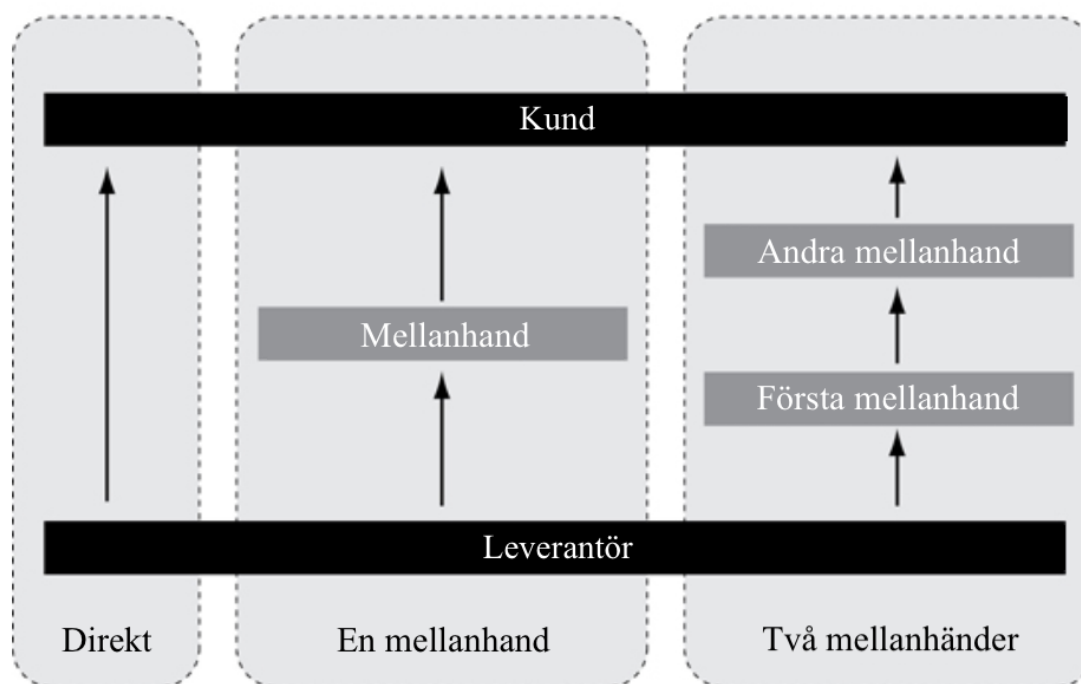 Kund
Andra mellanhand
Mellanhand
Första mellanhand
Leverantör
Direkt
En mellanhand
Två mellanhänder